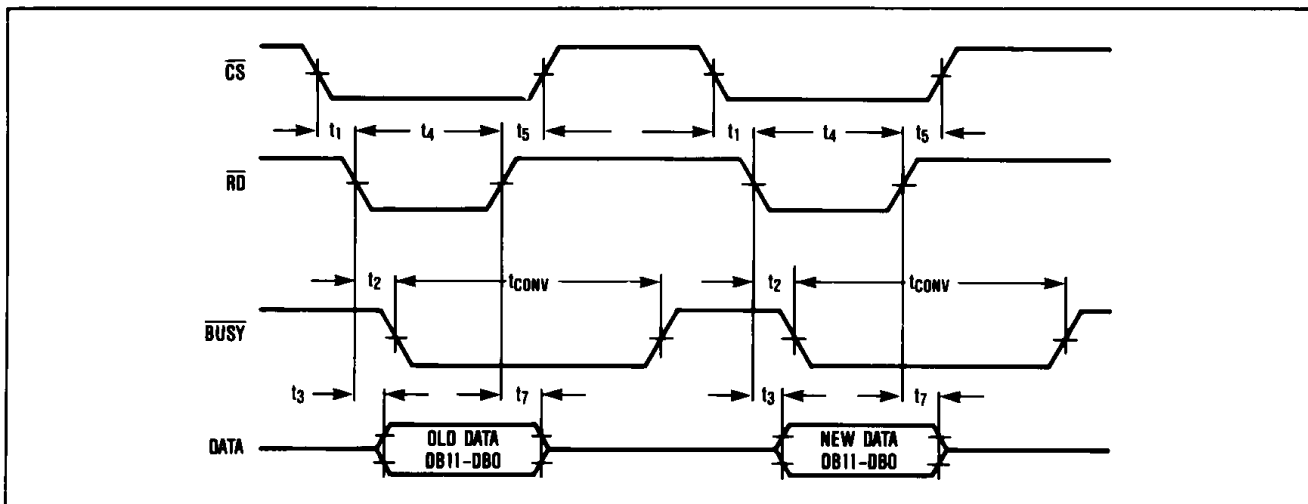 CS
t1 t4 t5 t1 t4 t5
RD
t2 tCONV t2 tCONV
BUSY
t3 t7 t3 t7
DATA
OLD DATA
DB11-DB0
NEW DATA
DB11-DB0